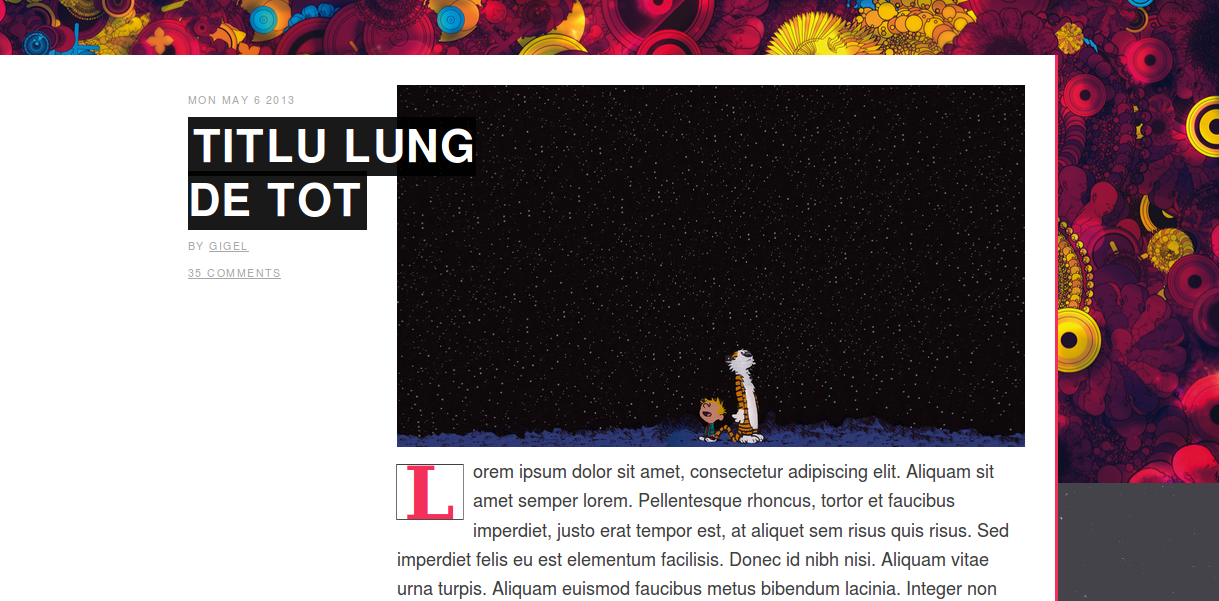 MON MAY 6 2013
TITLU LUNG
DE TOT
BY GIGEL
35 COMMENTS
Lorem ipsum dolor sit amet, consectetur adipiscing elit. Aliquam sit
amet semper lorem. Pellentesque rhoncus, tortor et faucibus
imperdiet, justo erat tempor est, at aliquet sem risus quis risus. Sed
imperdiet felis eu est elementum facilisis. Donec id nibh nisi. Aliquam vitae
urna turpis. Aliquam euismod faucibus metus bibendum lacinia. Integer non